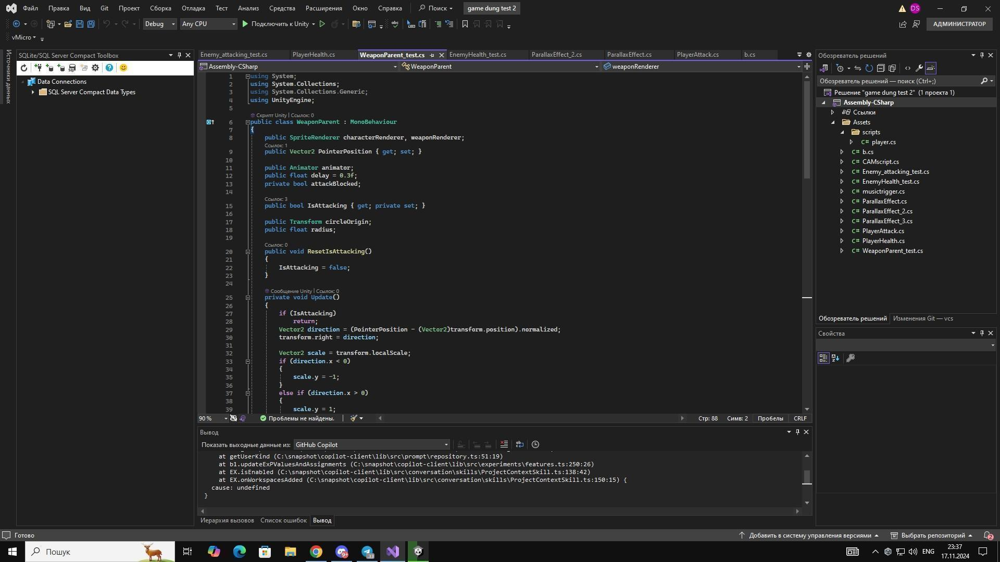 Файл Правка Вид Git Проект Сборка Отладка Тест Анализ Средства Расширения Окно Справка Поиск game dung test 2 DS
Debug Any CPU Подключить к Unity АДМИНИСТРАТОР
vMicro
Источники данных
SQLite/SQL Server Compact Toolbox
Data Connections
SQL Server Compact Data Types
Enemy_attacking_test.cs PlayerHealth.cs WeaponParent_test.cs EnemyHealth_test.cs ParallaxEffect_2.cs ParallaxEffect.cs PlayerAttack.cs b.cs
Assembly-CSharp WeaponParent weaponRenderer
1 using System;
2 using System.Collections;
3 using System.Collections.Generic;
4 using UnityEngine;
5
Скрипт Unity | Ссылок: 0
6 public class WeaponParent : MonoBehaviour
7 {
8 public SpriteRenderer characterRenderer, weaponRenderer;
Ссылок: 1
9 public Vector2 PointerPosition { get; set; }
10
11 public Animator animator;
12 public float delay = 0.3f;
13 private bool attackBlocked;
14
Ссылок: 3
15 public bool IsAttacking { get; private set; }
16
17 public Transform circleOrigin;
18 public float radius;
19
Ссылок: 0
20 public void ResetIsAttacking()
21 {
22 IsAttacking = false;
23 }
24
Сообщение Unity | Ссылок: 0
25 private void Update()
26 {
27 if (IsAttacking)
28 return;
29 Vector2 direction = (PointerPosition - (Vector2)transform.position).normalized;
30 transform.right = direction;
31
32 Vector2 scale = transform.localScale;
33 if (direction.x < 0)
34 {
35 scale.y = -1;
36 }
37 else if (direction.x > 0)
38 {
39 scale.y = 1;
90 % Проблемы не найдены. Стр: 88 Симв: 2 Пробелы CRLF
Вывод
Показать выходные данные из: GitHub Copilot
at getUserKind (C:\snapshot\copilot-client\lib\src\prompt\repository.ts:51:19)
at b1.updateExPValuesAndAssignments (C:\snapshot\copilot-client\lib\src\experiments\features.ts:250:26)
at EX.isEnabled (C:\snapshot\copilot-client\lib\src\conversation\skills\ProjectContextSkill.ts:138:42)
at EX.onWorkspacesAdded (C:\snapshot\copilot-client\lib\src\conversation\skills\ProjectContextSkill.ts:150:15) {
cause: undefined
}
Иерархия вызовов Список ошибок Вывод
Обозреватель решений
Обозреватель решений — поиск (Ctrl+;)
Решение "game dung test 2" (1 проекта 1)
Assembly-CSharp
Ссылки
Assets
scripts
C# player.cs
C# b.cs
C# CAMscript.cs
C# Enemy_attacking_test.cs
C# EnemyHealth_test.cs
C# musictrigger.cs
C# ParallaxEffect.cs
C# ParallaxEffect_2.cs
C# ParallaxEffect_3.cs
C# PlayerAttack.cs
C# PlayerHealth.cs
C# WeaponParent_test.cs
Обозреватель решений Изменения Git — vcs
Свойства
Готово Добавить в систему управления версиями Выбрать репозиторий 2
Пошук 9+ 33 ENG 23:37
17.11.2024